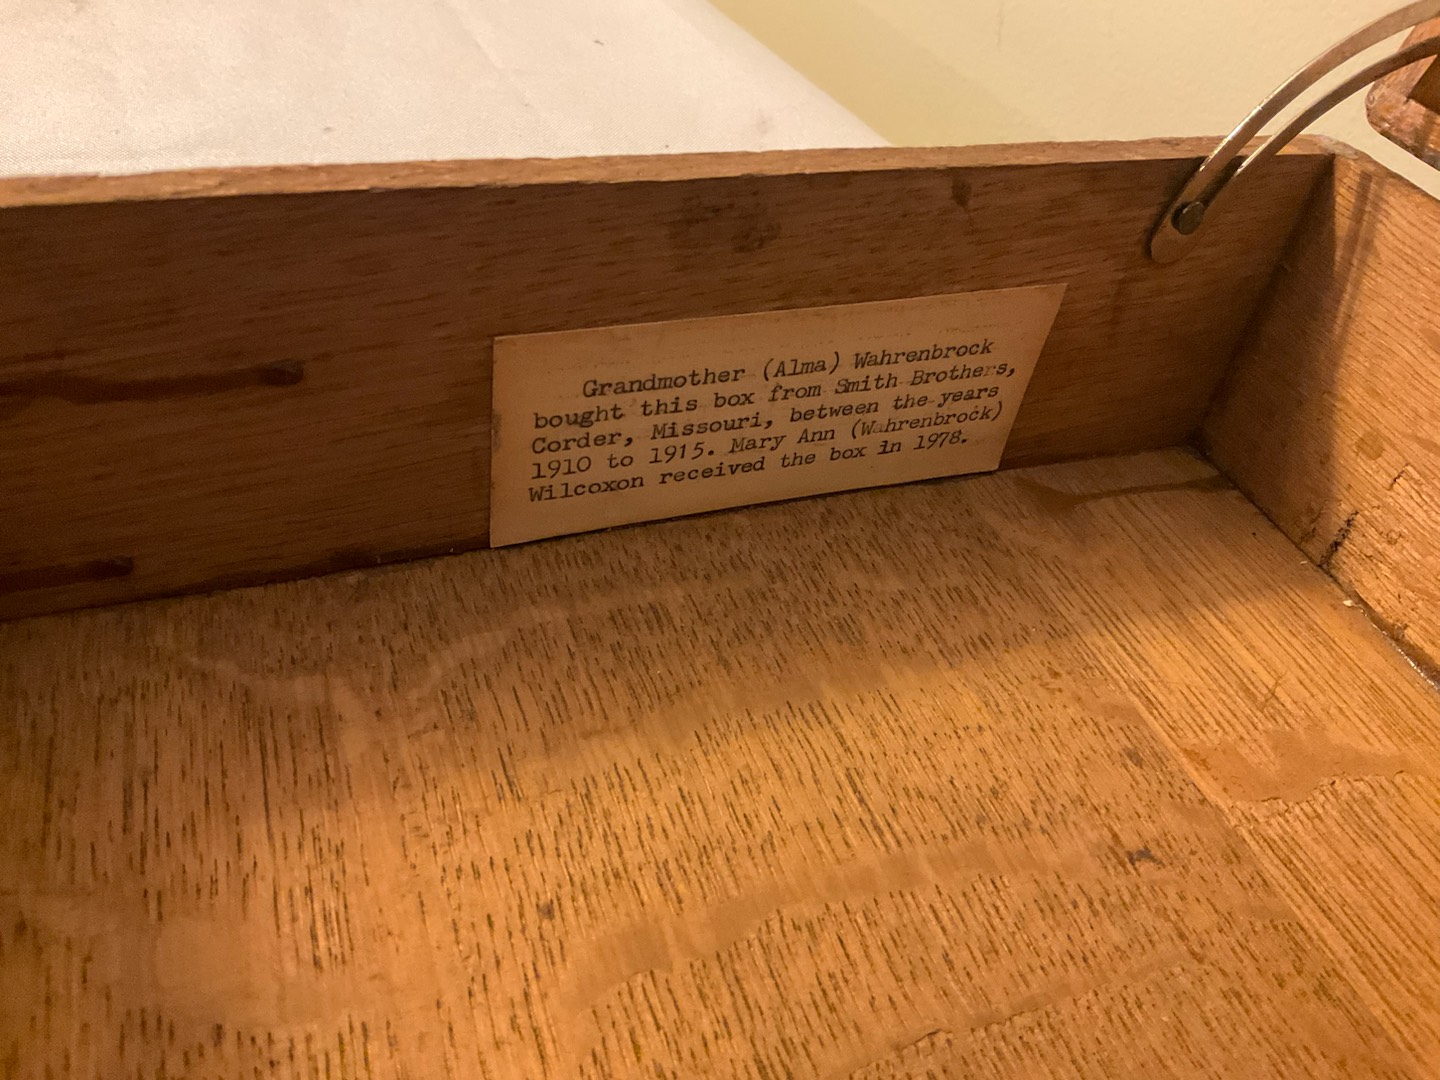 Grandmother (Alma) Wahrenbrock
bought this box from Smith Brothers,
Corder, Missouri, between the years
1910 to 1915. Mary Ann (Wahrenbrock)
Wilcoxon received the box in 1978.